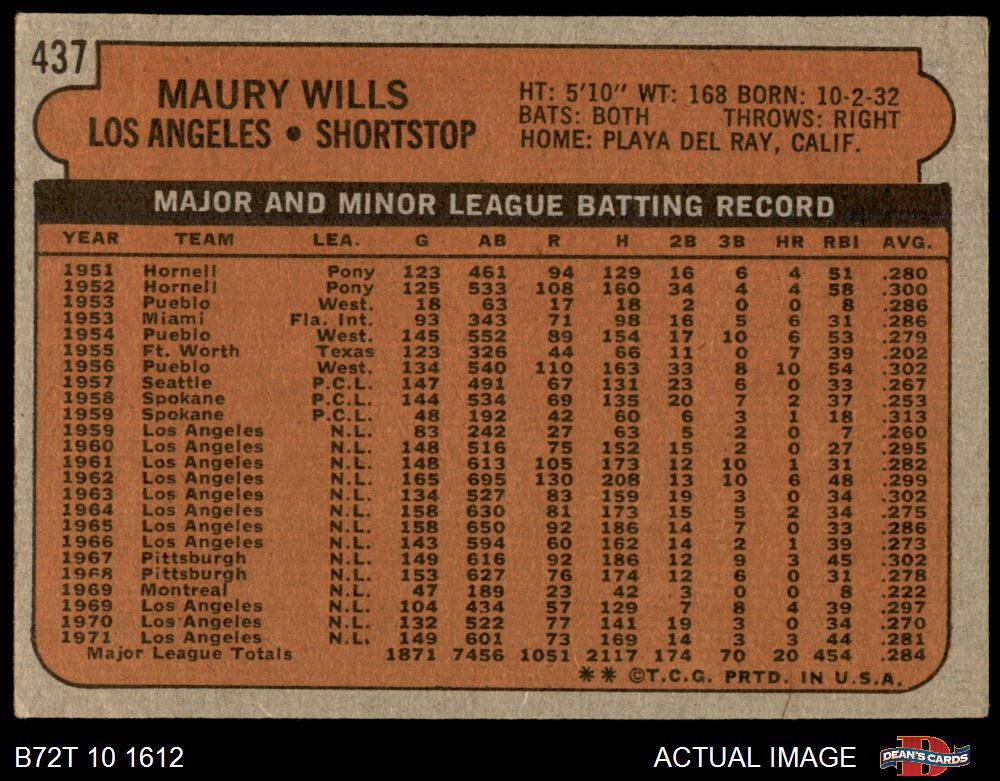 437
MAURY WILLS
LOS ANGELES • SHORTSTOP
HT: 5'10" WT: 168 BORN: 10-2-32
BATS: BOTH THROWS: RIGHT
HOME: PLAYA DEL RAY, CALIF.
MAJOR AND MINOR LEAGUE BATTING RECORD
YEAR TEAM LEA. G AB R H 2B 3B HR RBI AVG.
1951 Hornell Pony 123 461 94 129 16 6 4 51 .280
1952 Hornell Pony 125 533 108 160 34 4 4 58 .300
1953 Pueblo West. 18 63 17 18 2 0 0 8 .286
1953 Miami Fla. Int. 93 343 71 98 16 5 6 31 .286
1954 Pueblo West. 145 552 89 154 17 10 6 53 .279
1955 Ft. Worth Texas 123 326 44 66 11 0 7 39 .202
1956 Pueblo West. 134 540 110 163 33 8 10 54 .302
1957 Seattle P.C.L. 147 491 67 131 23 6 0 33 .267
1958 Spokane P.C.L. 144 534 69 135 20 7 2 37 .253
1959 Spokane P.C.L. 48 192 42 60 6 3 1 18 .313
1959 Los Angeles N.L. 83 242 27 63 5 2 0 7 .260
1960 Los Angeles N.L. 148 516 75 152 15 2 0 27 .295
1961 Los Angeles N.L. 148 613 105 173 12 10 1 31 .282
1962 Los Angeles N.L. 165 695 130 208 13 10 6 48 .299
1963 Los Angeles N.L. 134 527 83 159 19 3 0 34 .302
1964 Los Angeles N.L. 158 630 81 173 15 5 2 34 .275
1965 Los Angeles N.L. 158 650 92 186 14 7 0 33 .286
1966 Los Angeles N.L. 143 594 60 162 14 2 1 39 .273
1967 Pittsburgh N.L. 149 616 92 186 12 9 3 45 .302
1968 Pittsburgh N.L. 153 627 76 174 12 6 0 31 .278
1969 Montreal N.L. 47 189 23 42 3 0 0 8 .222
1969 Los Angeles N.L. 104 434 57 129 7 8 4 39 .297
1970 Los Angeles N.L. 132 522 77 141 19 3 0 34 .270
1971 Los Angeles N.L. 149 601 73 169 14 3 3 44 .281
Major League Totals 1871 7456 1051 2117 174 70 20 454 .284
** ©T.C.G. PRTD. IN U.S.A.
B72T 10 1612
ACTUAL IMAGE
DEAN'S CARDS